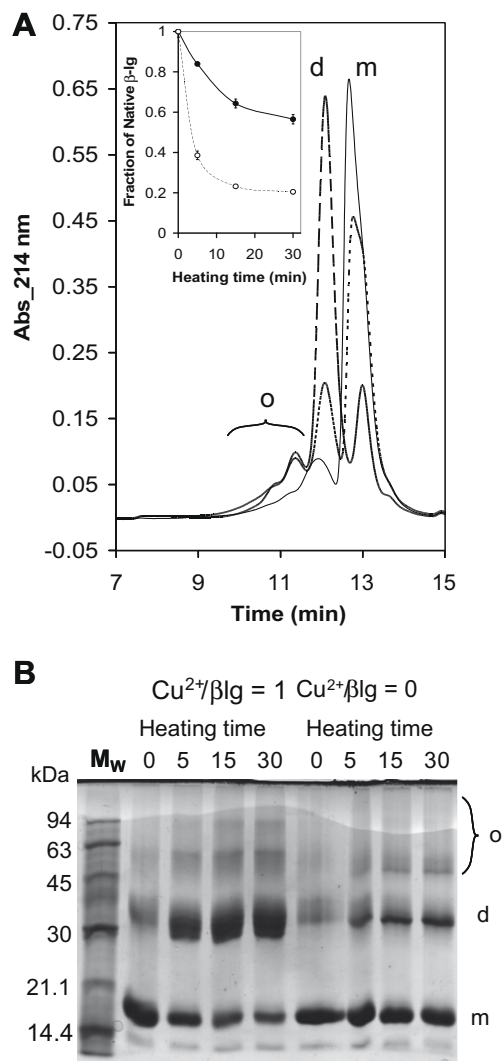 A
0.75
0.65
0.55
0.45
0.35
0.25
0.15
0.05
-0.05
Abs_214 nm
7 9 11 13 15
Time (min)
d m
o
1
0.8
0.6
0.4
0.2
0
Fraction of Native β-lg
0 10 20 30
Heating time (min)
B
Cu²⁺/βlg = 1 Cu²⁺/βlg = 0
Heating time Heating time
Mw 0 5 15 30 0 5 15 30
kDa
94
63
45
30
21.1
14.4
o
d
m